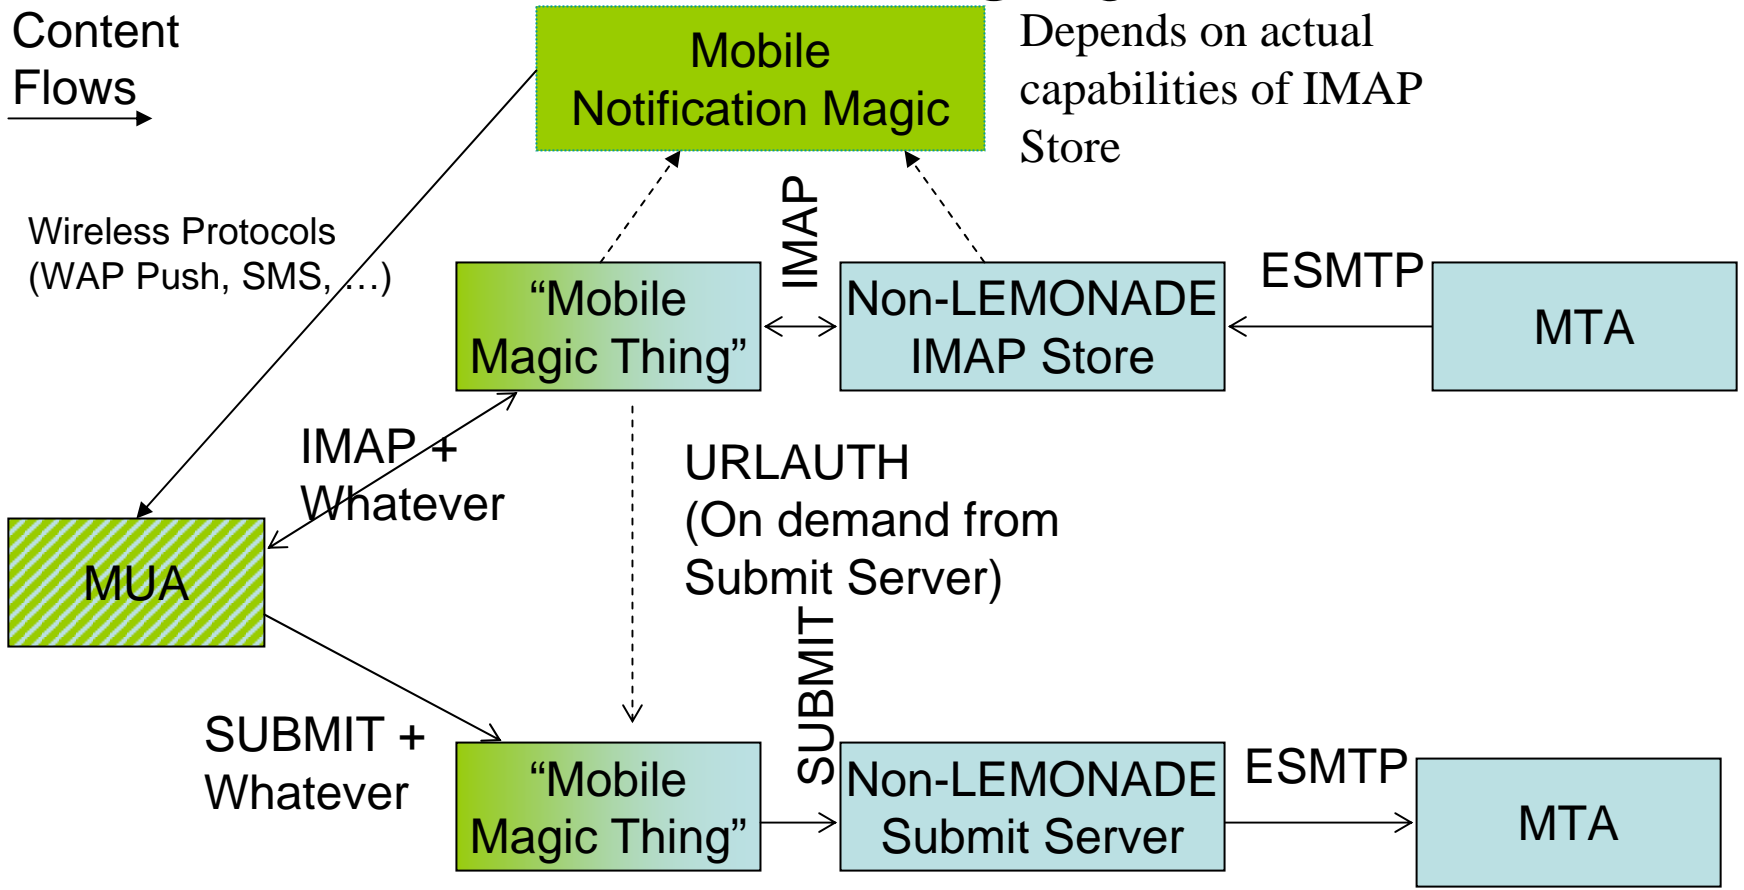 Content
Flows
Mobile
Notification Magic
Depends on actual
capabilities of IMAP
Store
Wireless Protocols
(WAP Push, SMS, …)
“Mobile
Magic Thing”
IMAP
Non-LEMONADE
IMAP Store
ESMTP
MTA
IMAP +
Whatever
URLAUTH
(On demand from
Submit Server)
MUA
SUBMIT +
Whatever
“Mobile
Magic Thing”
SUBMIT
Non-LEMONADE
Submit Server
ESMTP
MTA